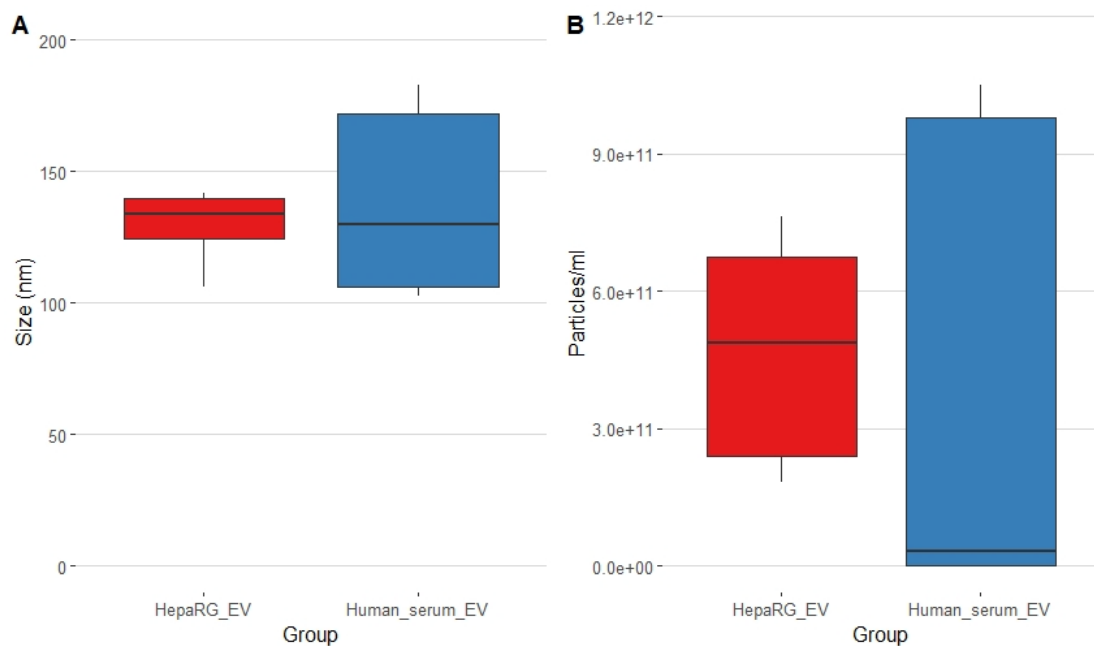 A
Size (nm)
200
150
100
50
0
HepaRG_EV Human_serum_EV
Group
B
Particles/ml
1.2e+12
9.0e+11
6.0e+11
3.0e+11
0.0e+00
HepaRG_EV Human_serum_EV
Group